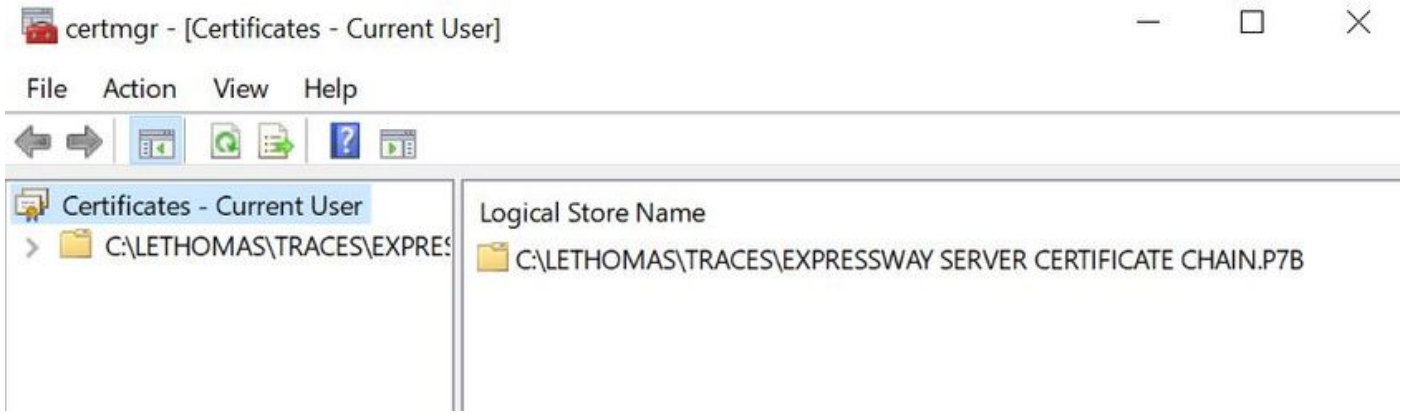 certmgr - [Certificates - Current User]
File Action View Help
Certificates - Current User
C:\LETHOMAS\TRACES\EXPRES
Logical Store Name
C:\LETHOMAS\TRACES\EXPRESSWAY SERVER CERTIFICATE CHAIN.P7B